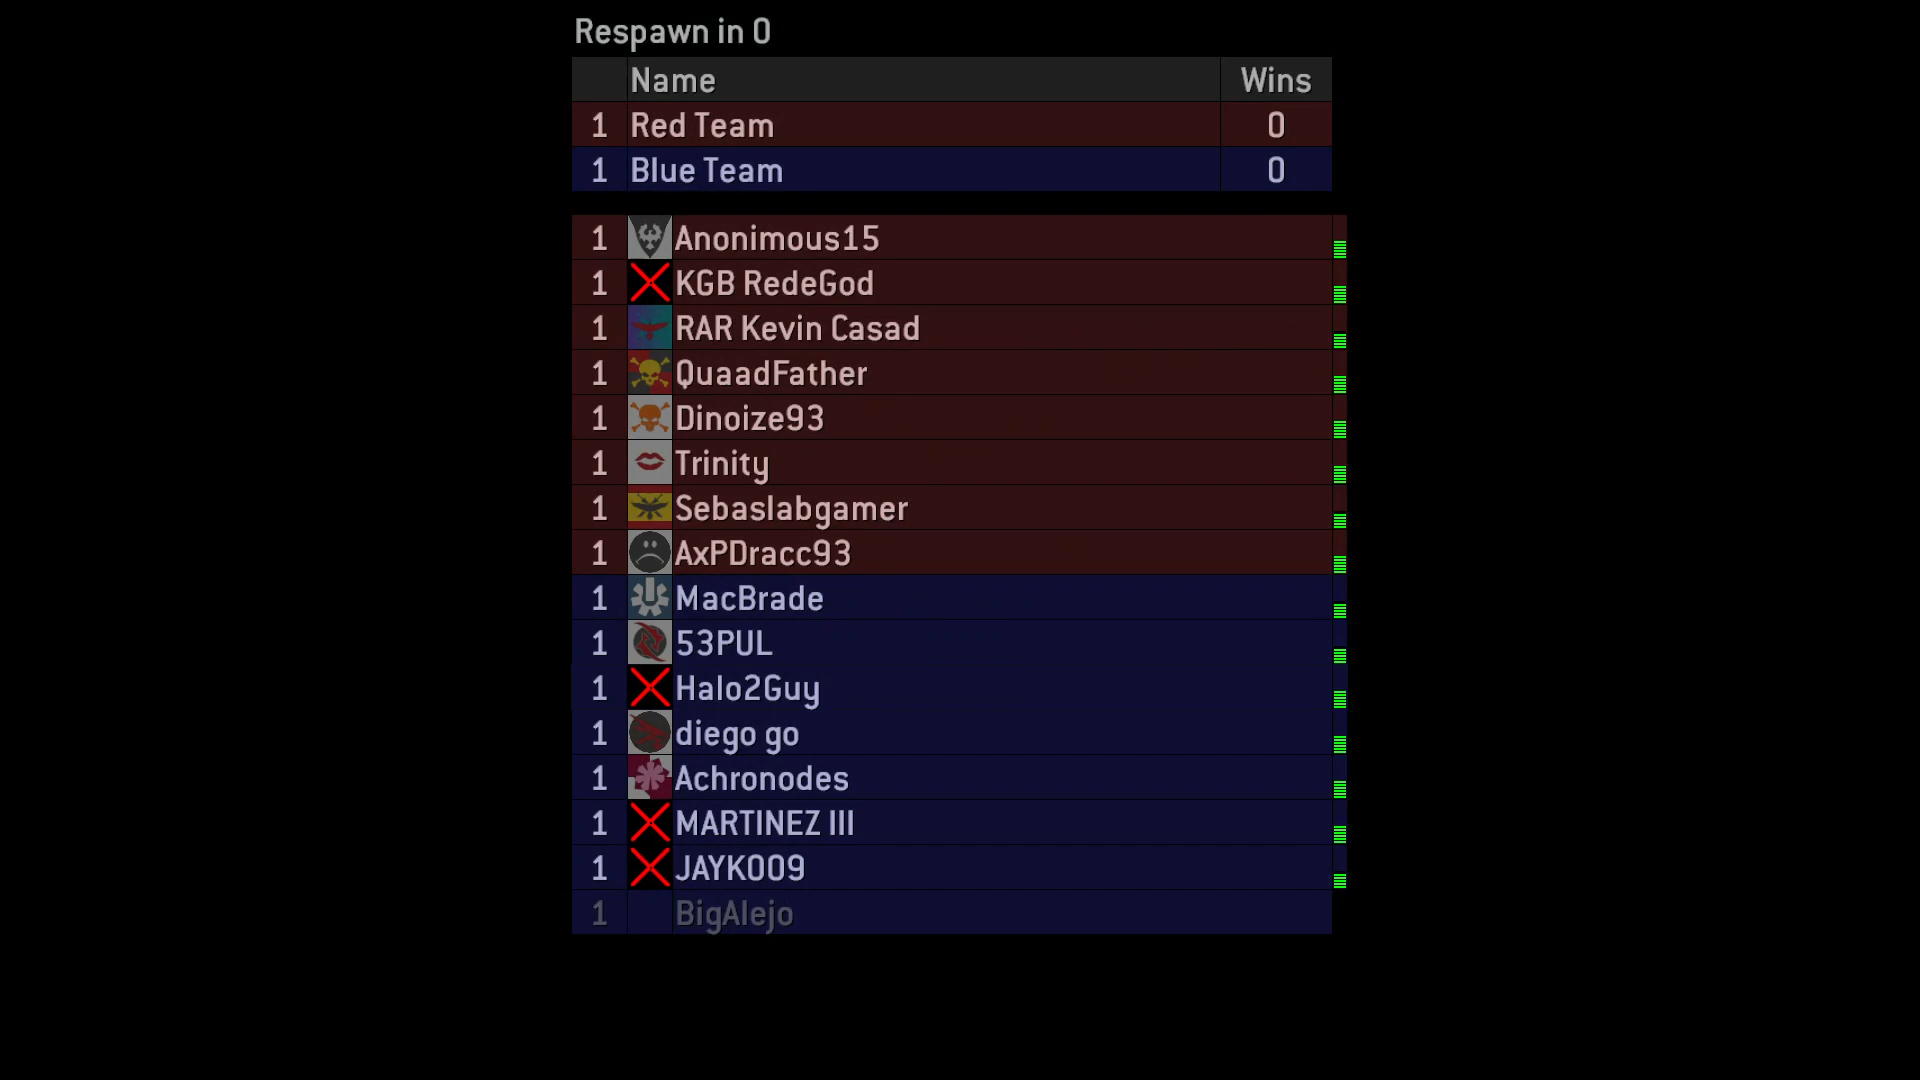 Respawn in 0
Name Wins
1 Red Team 0
1 Blue Team 0
1 Anonimous15
1 KGB RedeGod
1 RAR Kevin Casad
1 QuaadFather
1 Dinoize93
1 Trinity
1 Sebaslabgamer
1 AxPDracc93
1 MacBrade
1 53PUL
1 Halo2Guy
1 diego go
1 Achronodes
1 MARTINEZ III
1 JAYK009
1 BigAlejo